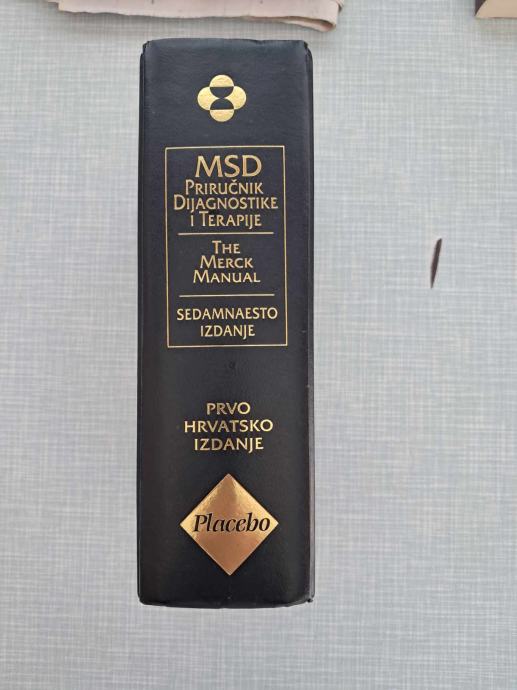 MSD
PRIRUČNIK
DIJAGNOSTIKE
I TERAPIJE
THE
MERCK
MANUAL
SEDAMNAESTO
IZDANJE
PRVO
HRVATSKO
IZDANJE
Placebo